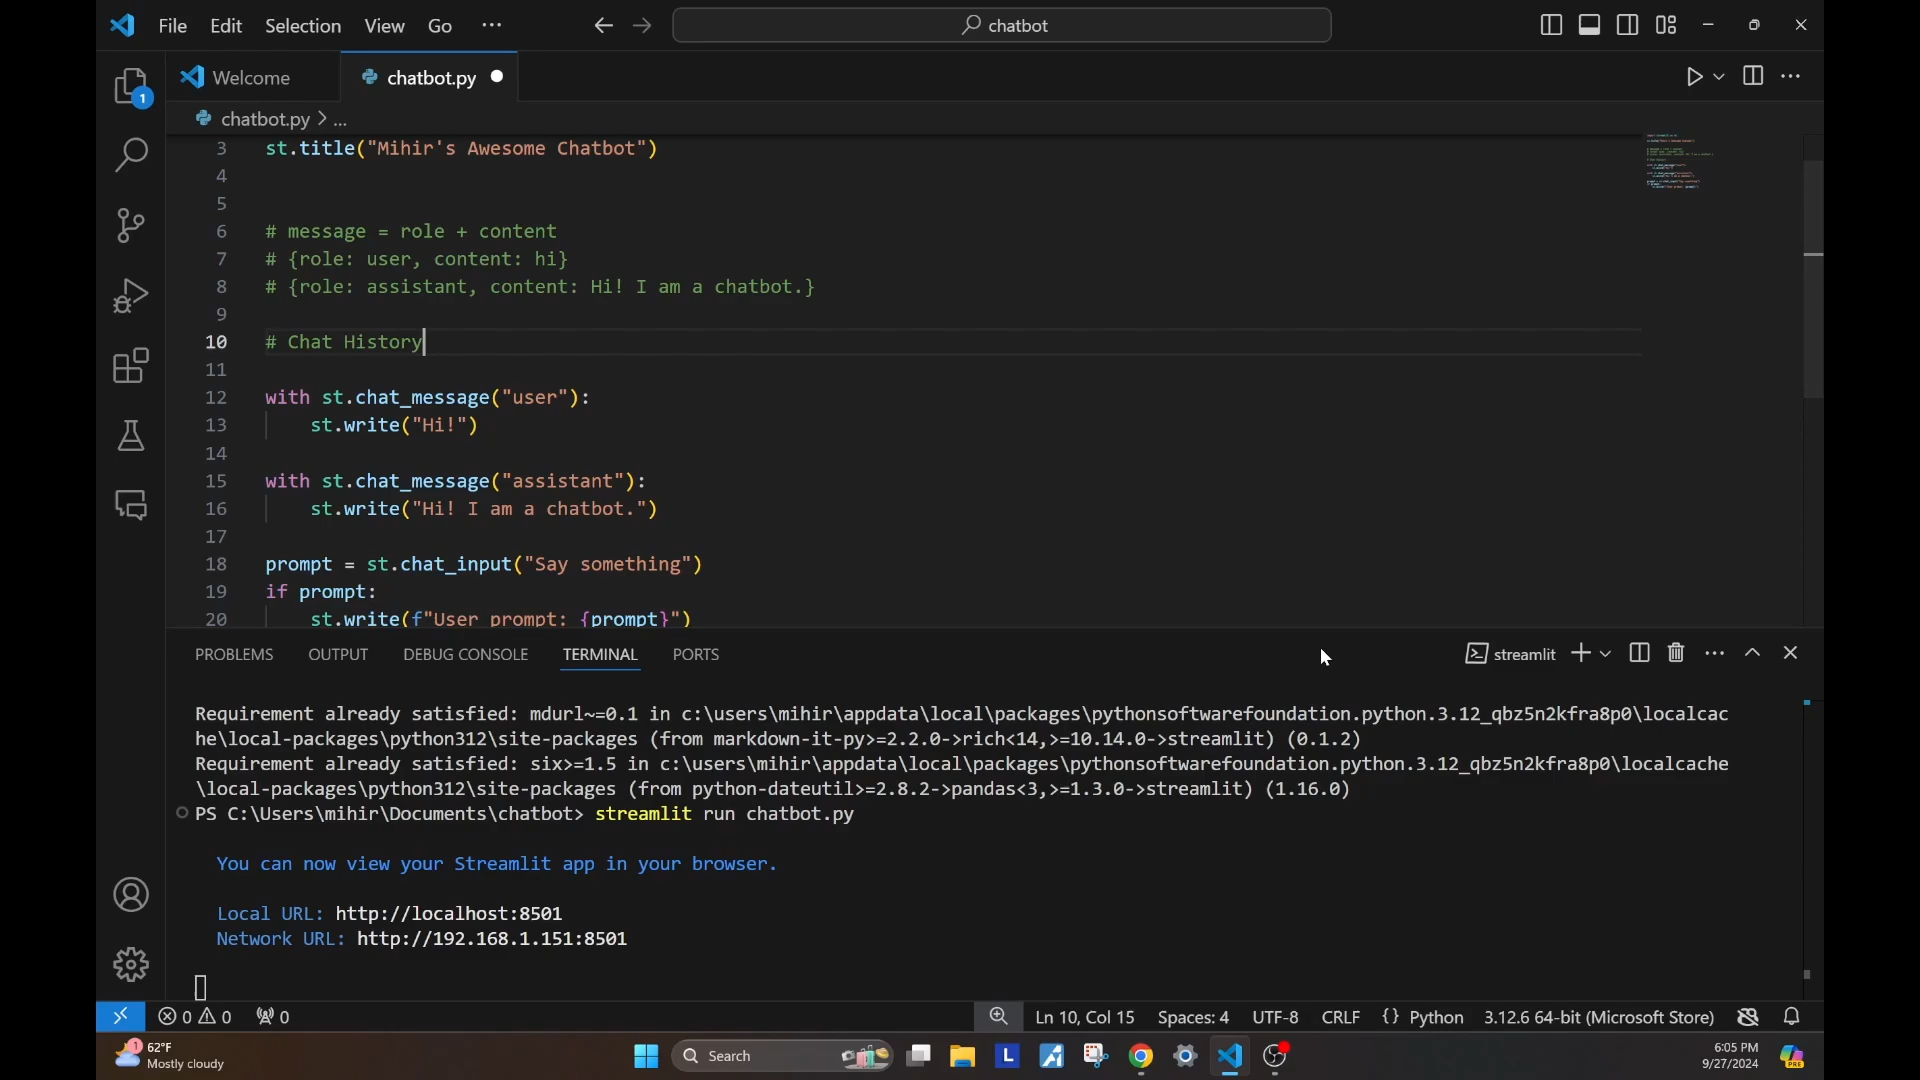 File Edit Selection View Go ···
chatbot
Welcome
chatbot.py
1
chatbot.py > ...
3 st.title("Mihir's Awesome Chatbot")
4
5
6 # message = role + content
7 # {role: user, content: hi}
8 # {role: assistant, content: Hi! I am a chatbot.}
9
10 # Chat History
11
12 with st.chat_message("user"):
13 st.write("Hi!")
14
15 with st.chat_message("assistant"):
16 st.write("Hi! I am a chatbot.")
17
18 prompt = st.chat_input("Say something")
19 if prompt:
20 st.write(f"User prompt: {prompt}")
PROBLEMS OUTPUT DEBUG CONSOLE TERMINAL PORTS
streamlit
Requirement already satisfied: mdurl~=0.1 in c:\users\mihir\appdata\local\packages\pythonsoftwarefoundation.python.3.12_qbz5n2kfra8p0\localcac
he\local-packages\python312\site-packages (from markdown-it-py>=2.2.0->rich<14,>=10.14.0->streamlit) (0.1.2)
Requirement already satisfied: six>=1.5 in c:\users\mihir\appdata\local\packages\pythonsoftwarefoundation.python.3.12_qbz5n2kfra8p0\localcache
\local-packages\python312\site-packages (from python-dateutil>=2.8.2->pandas<3,>=1.3.0->streamlit) (1.16.0)
PS C:\Users\mihir\Documents\chatbot> streamlit run chatbot.py
You can now view your Streamlit app in your browser.
Local URL: http://localhost:8501
Network URL: http://192.168.1.151:8501
0 0 0
Ln 10, Col 15 Spaces: 4 UTF-8 CRLF {} Python 3.12.6 64-bit (Microsoft Store)
1
62°F
Mostly cloudy
Search
L
6:05 PM
9/27/2024
PRE